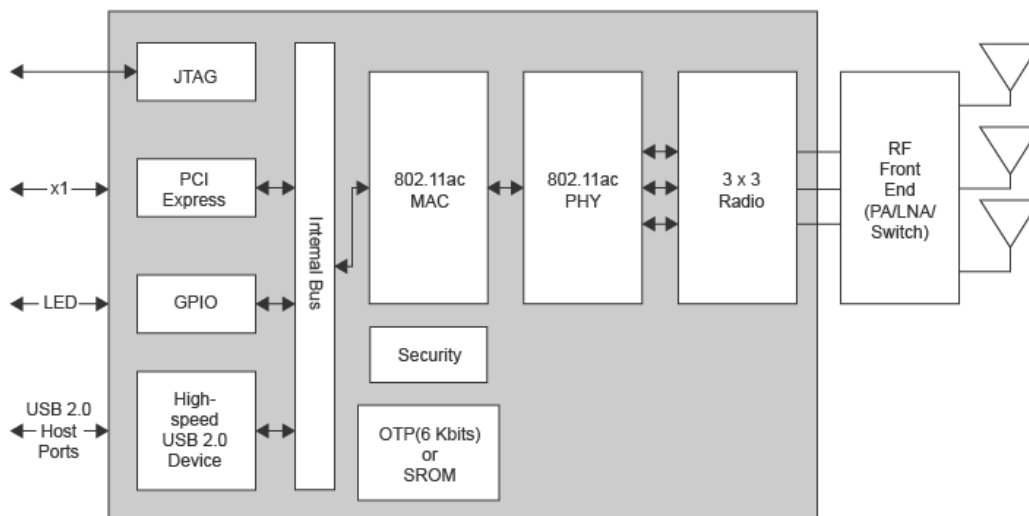 JTAG
x1
PCI
Express
LED
GPIO
USB 2.0
Host
Ports
High-
speed
USB 2.0
Device
Internal Bus
802.11ac
MAC
802.11ac
PHY
3 x 3
Radio
Security
OTP(6 Kbits)
or
SROM
RF
Front
End
(PA/LNA/
Switch)